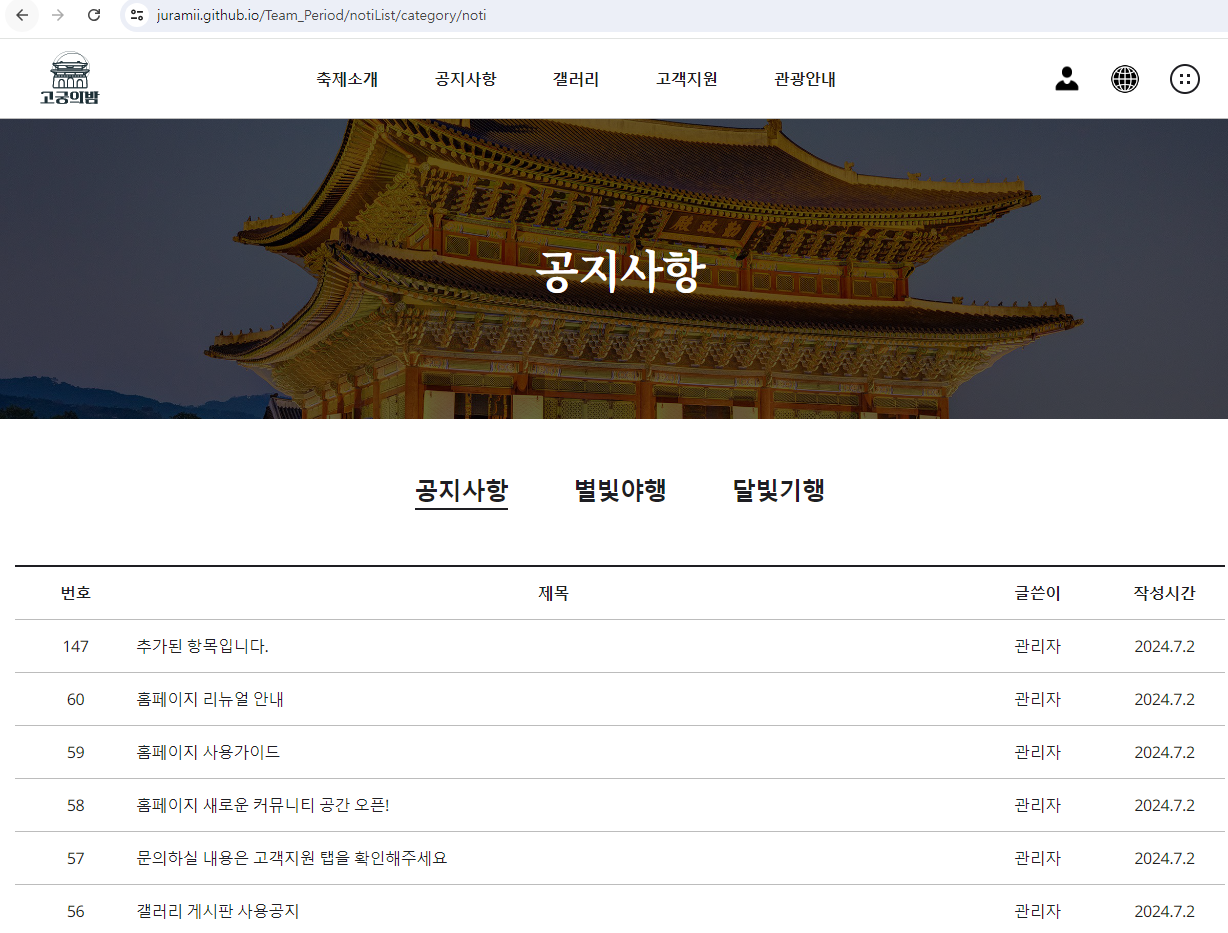 juramii.github.io/Team_Period/notiList/category/noti
고궁의밤
축제소개 공지사항 갤러리 고객지원 관광안내
殿政勤
공지사항
공지사항 별빛야행 달빛기행
번호 제목 글쓴이 작성시간
147 추가된 항목입니다. 관리자 2024.7.2
60 홈페이지 리뉴얼 안내 관리자 2024.7.2
59 홈페이지 사용가이드 관리자 2024.7.2
58 홈페이지 새로운 커뮤니티 공간 오픈! 관리자 2024.7.2
57 문의하실 내용은 고객지원 탭을 확인해주세요 관리자 2024.7.2
56 갤러리 게시판 사용공지 관리자 2024.7.2